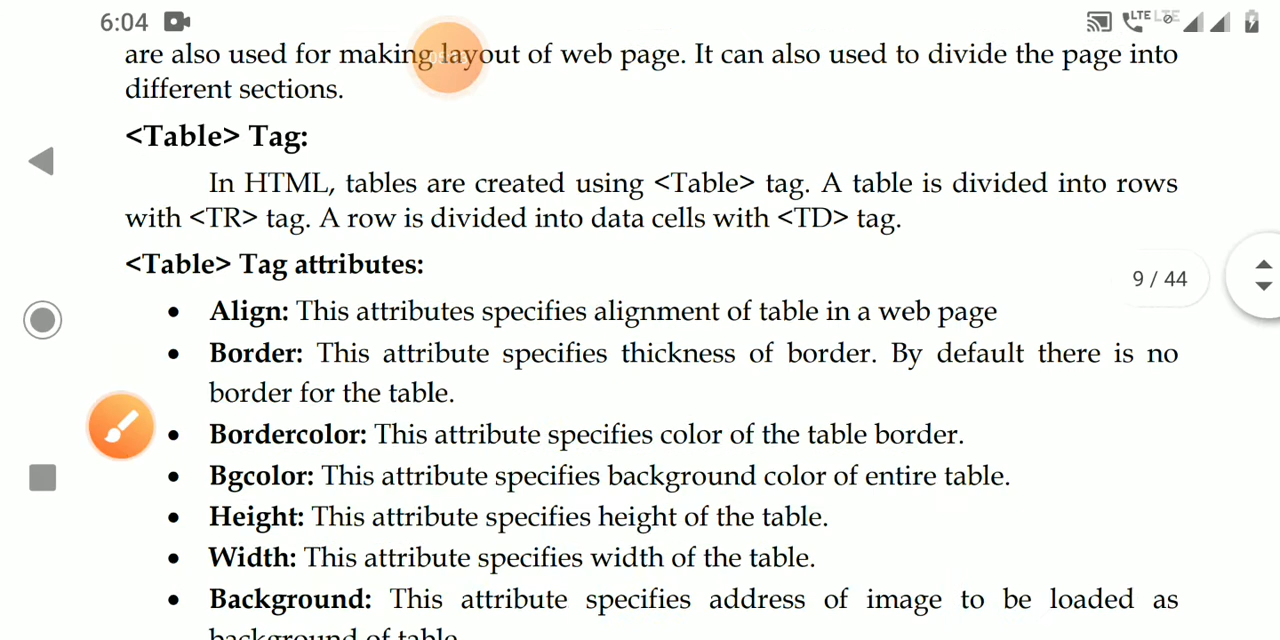 6:04
LTE LTE
are also used for making layout of web page. It can also used to divide the page into
different sections.
<Table> Tag:
In HTML, tables are created using <Table> tag. A table is divided into rows
with <TR> tag. A row is divided into data cells with <TD> tag.
<Table> Tag attributes:
9 / 44
• Align: This attributes specifies alignment of table in a web page
• Border: This attribute specifies thickness of border. By default there is no
border for the table.
• Bordercolor: This attribute specifies color of the table border.
• Bgcolor: This attribute specifies background color of entire table.
• Height: This attribute specifies height of the table.
• Width: This attribute specifies width of the table.
• Background: This attribute specifies address of image to be loaded as
background of table